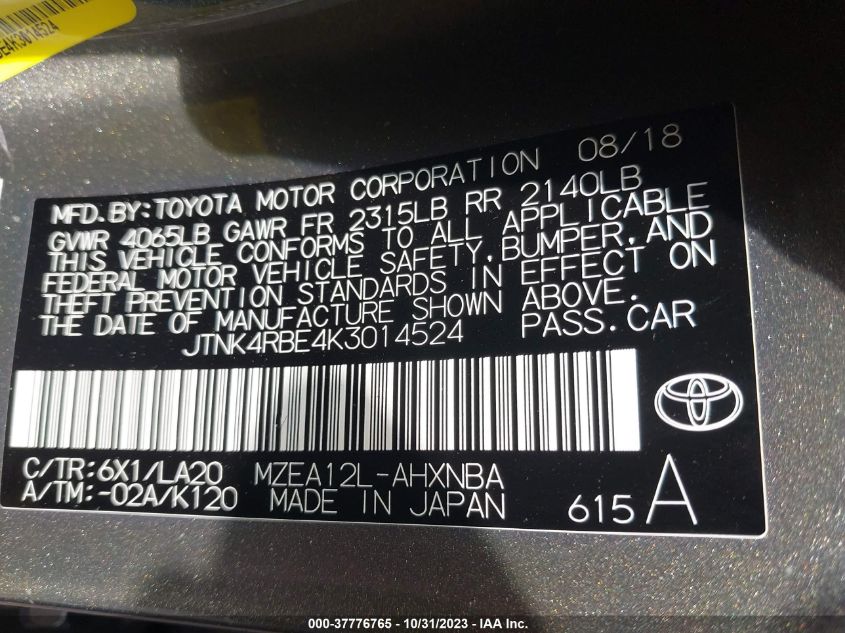 E4K3014524
MFD.BY:TOYOTA MOTOR CORPORATION 08/18
GVWR 4065LB GAWR FR 2315LB RR 2140LB
THIS VEHICLE CONFORMS TO ALL APPLICABLE
FEDERAL MOTOR VEHICLE SAFETY,BUMPER,AND
THEFT PREVENTION STANDARDS IN EFFECT ON
THE DATE OF MANUFACTURE SHOWN ABOVE.
JTNK4RBE4K3014524 PASS.CAR
C/TR:6X1/LA20 MZEA12L-AHXNBA
A/TM:-02A/K120 MADE IN JAPAN 615 A
000-37776765 - 10/31/2023 - IAA Inc.